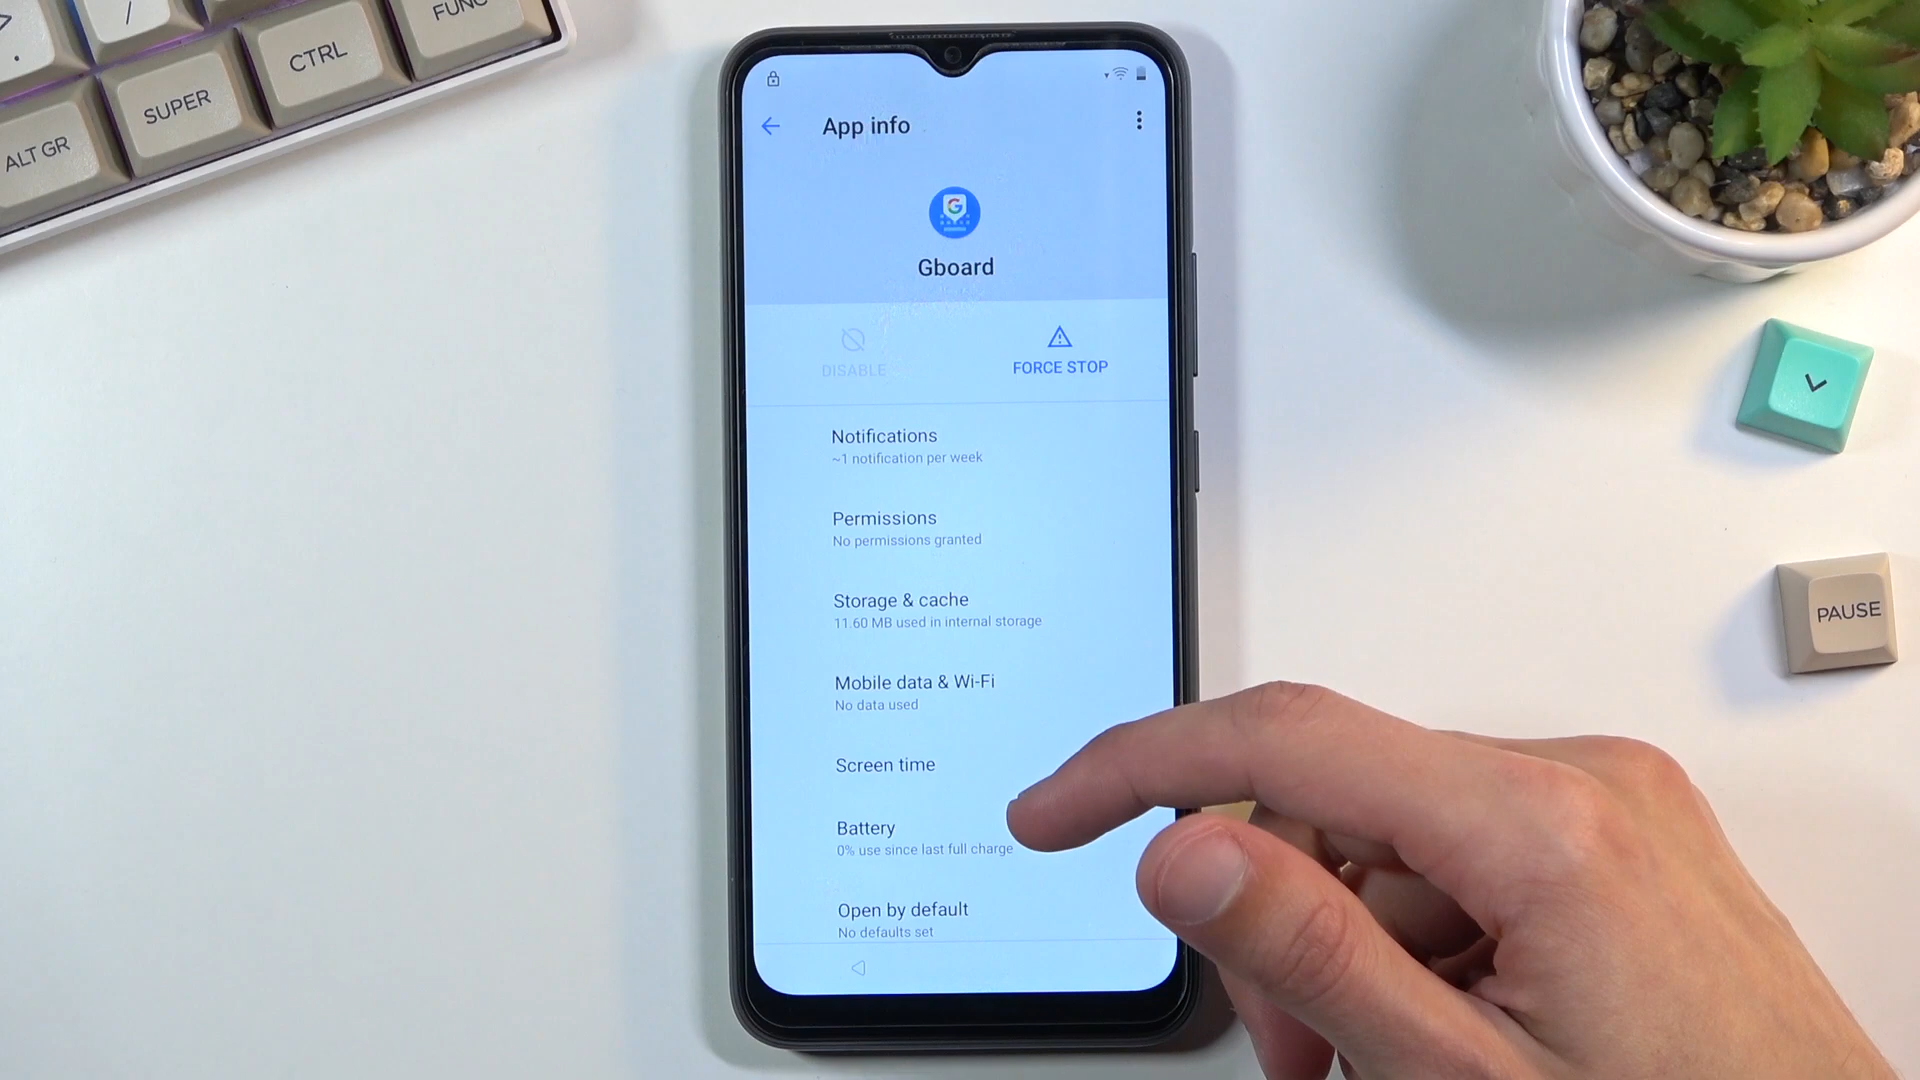 FUNC
CTRL
SUPER
ALT GR
App info
G
Gboard
DISABLE
FORCE STOP
Notifications
~1 notification per week
Permissions
No permissions granted
Storage & cache
11.60 MB used in internal storage
Mobile data & Wi-Fi
No data used
Screen time
Battery
0% use since last full charge
Open by default
No defaults set
PAUSE